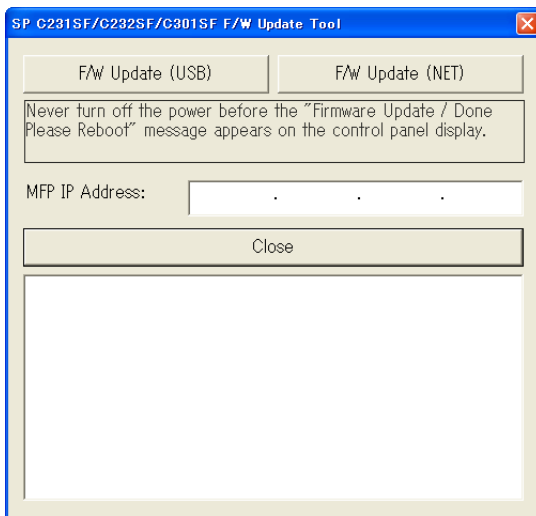 SP C231SF/C232SF/C301SF F/W Update Tool
F/W Update (USB) F/W Update (NET)
Never turn off the power before the "Firmware Update / Done
Please Reboot" message appears on the control panel display.
MFP IP Address: . . .
Close